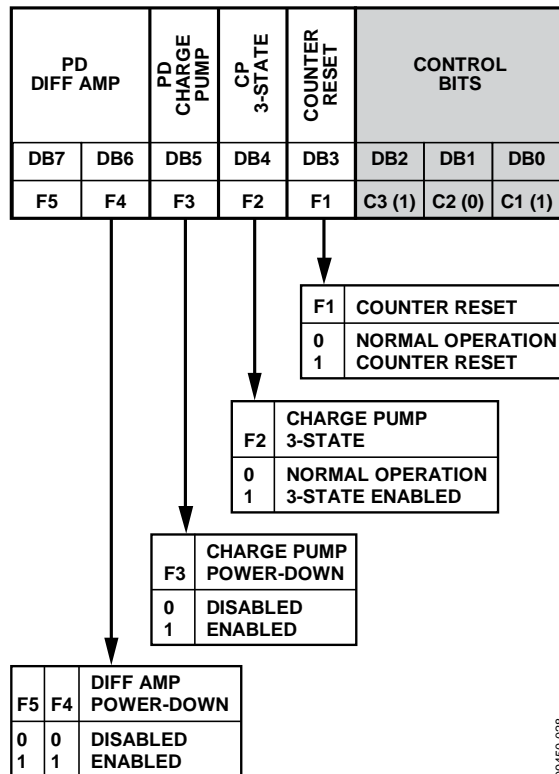 PD
DIFF AMP
PD
CHARGE
PUMP
CP
3-STATE
COUNTER
RESET
CONTROL
BITS
DB7 DB6 DB5 DB4 DB3 DB2 DB1 DB0
F5 F4 F3 F2 F1 C3 (1) C2 (0) C1 (1)
F1 COUNTER RESET
0 NORMAL OPERATION
1 COUNTER RESET
CHARGE PUMP
F2 3-STATE
0 NORMAL OPERATION
1 3-STATE ENABLED
CHARGE PUMP
F3 POWER-DOWN
0 DISABLED
1 ENABLED
DIFF AMP
F5 F4 POWER-DOWN
0 0 DISABLED
1 1 ENABLED